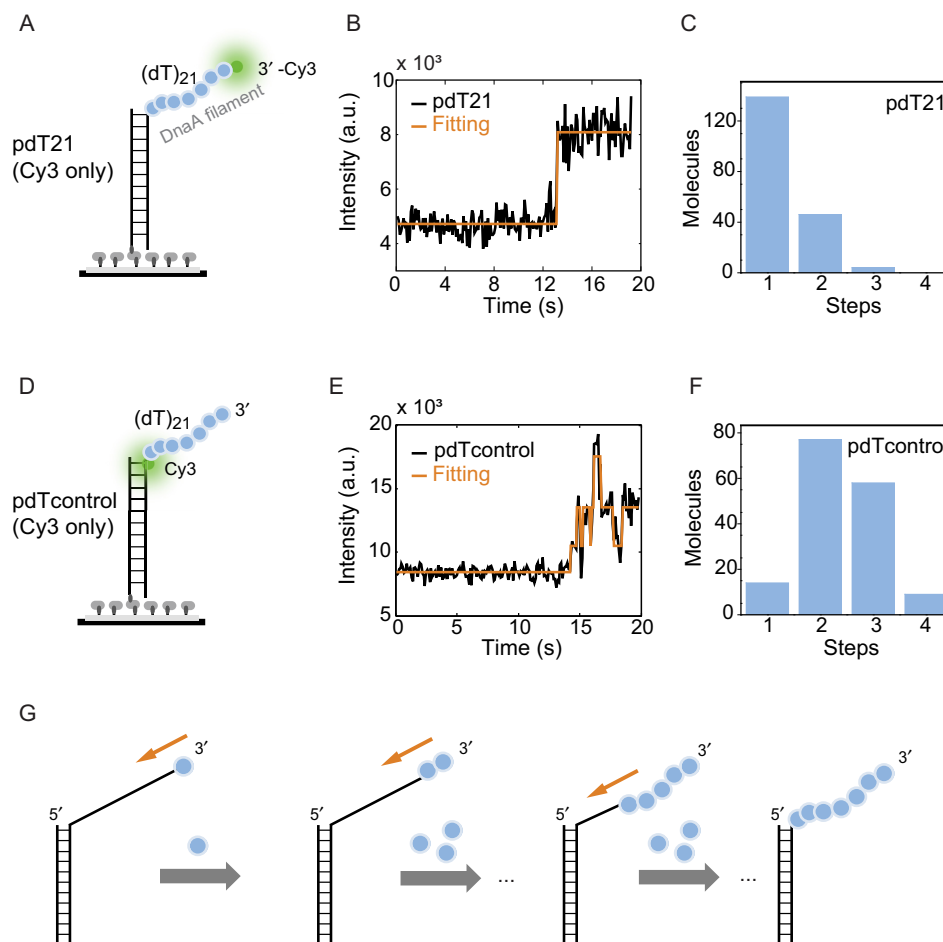 A
(dT)21
3′ -Cy3
DnaA filament
pdT21
(Cy3 only)
B
x 10³
10
8
6
4
Intensity (a.u.)
pdT21
Fitting
0 4 8 12 16 20
Time (s)
C
pdT21
120
80
40
0
Molecules
1 2 3 4
Steps
D
(dT)21
3′
Cy3
pdTcontrol
(Cy3 only)
E
x 10³
20
15
10
5
Intensity (a.u.)
pdTcontrol
Fitting
0 5 10 15 20
Time (s)
F
pdTcontrol
80
60
40
20
0
Molecules
1 2 3 4
Steps
G
3′
5′
3′
5′
...
3′
5′
...
3′
5′